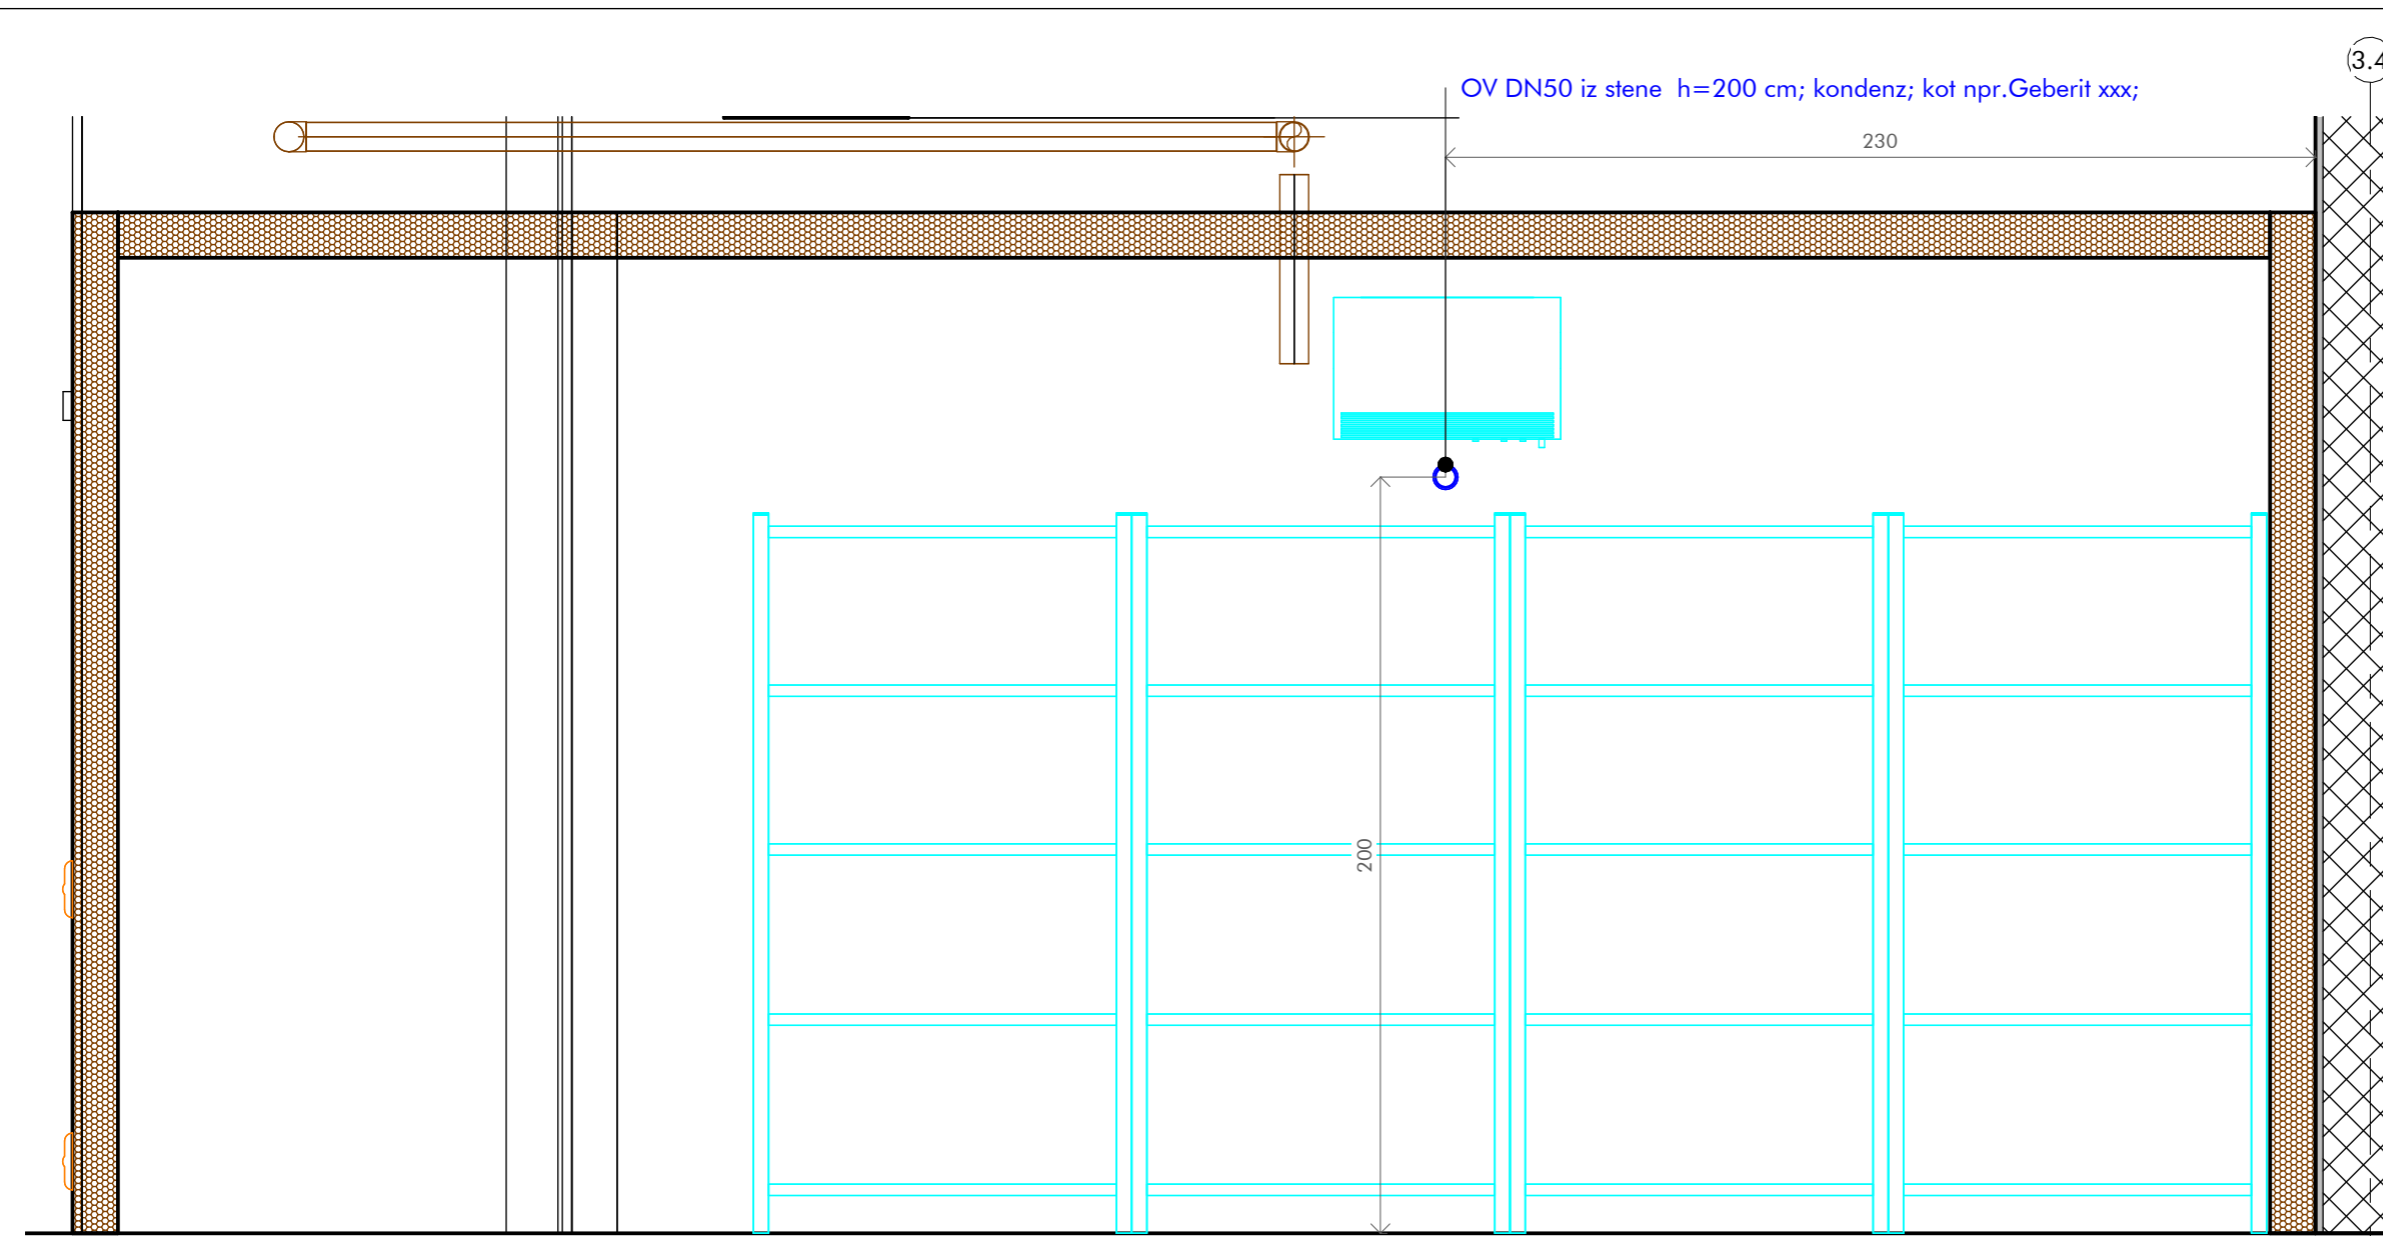 3.4
OV DN50 iz stene h=200 cm; kondenz; kot npr.Geberit xxx;
230
200